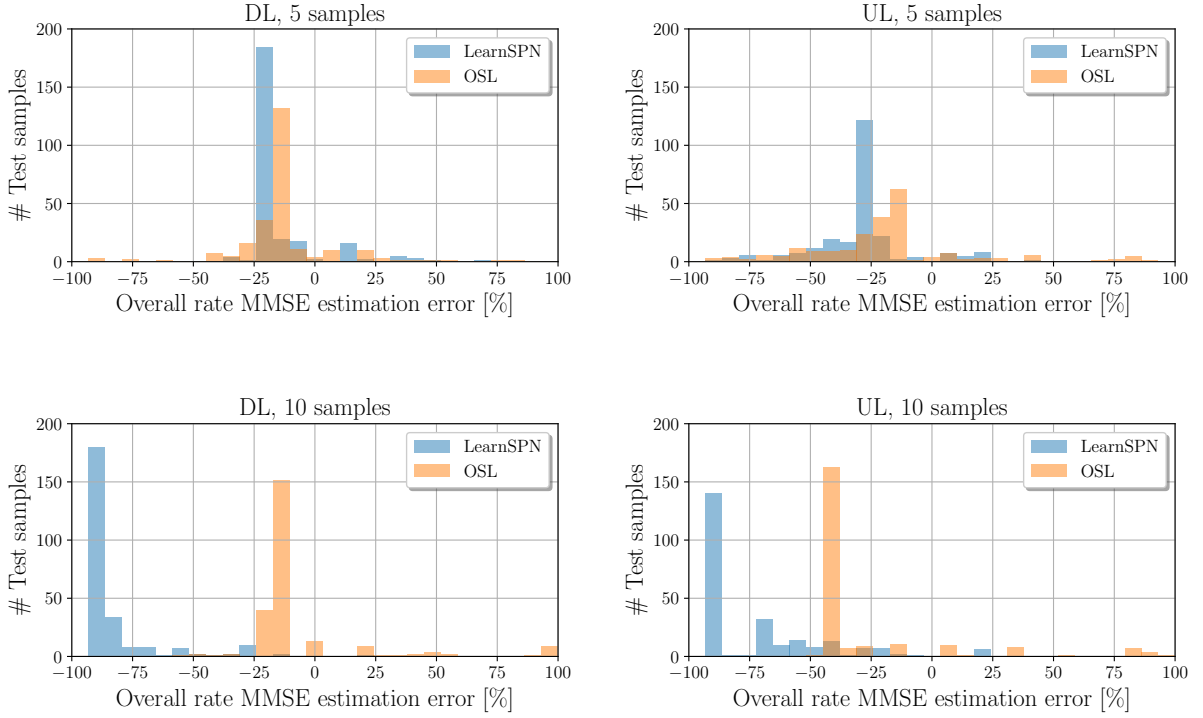 DL, 5 samples
200
150
100
50
0
# Test samples
LearnSPN
OSL
−100 −75 −50 −25 0 25 50 75 100
Overall rate MMSE estimation error [%]
UL, 5 samples
200
150
100
50
0
# Test samples
LearnSPN
OSL
−100 −75 −50 −25 0 25 50 75 100
Overall rate MMSE estimation error [%]
DL, 10 samples
200
150
100
50
0
# Test samples
LearnSPN
OSL
−100 −75 −50 −25 0 25 50 75 100
Overall rate MMSE estimation error [%]
UL, 10 samples
200
150
100
50
0
# Test samples
LearnSPN
OSL
−100 −75 −50 −25 0 25 50 75 100
Overall rate MMSE estimation error [%]